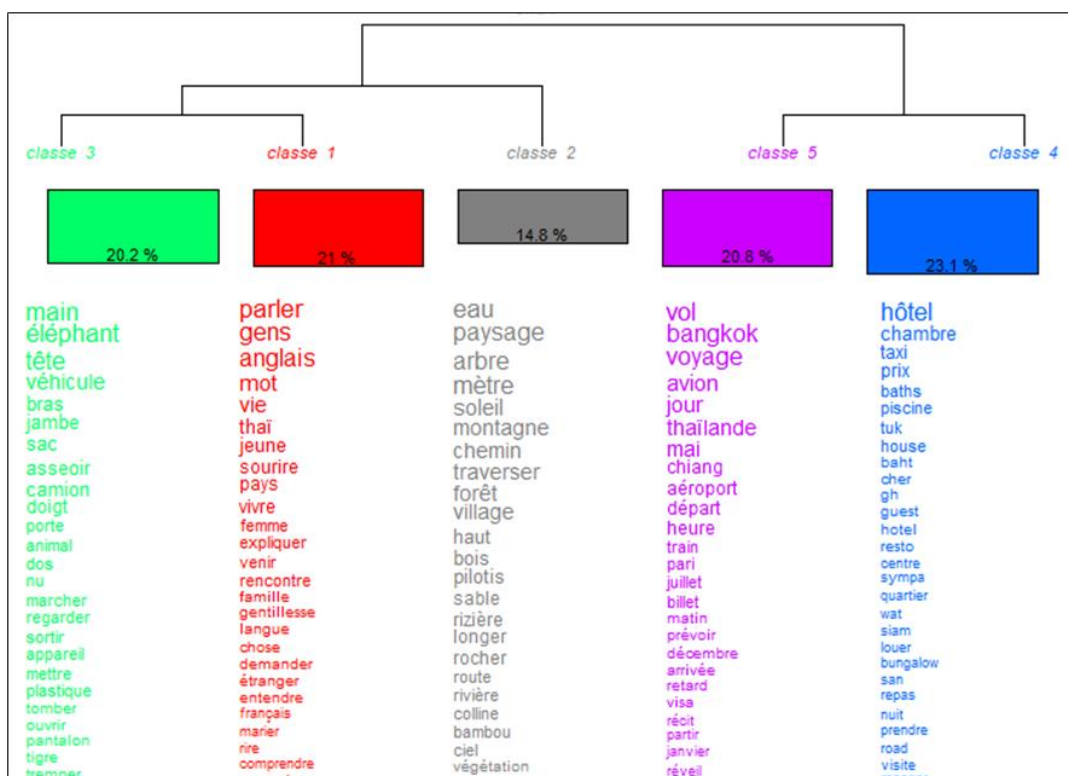 classe 3
classe 1
classe 2
classe 5
classe 4
20.2 %
21 %
14.8 %
20.8 %
23.1 %
main
éléphant
tête
véhicule
bras
jambe
sac
asseoir
camion
doigt
porte
animal
dos
nu
marcher
regarder
sortir
appareil
mettre
plastique
tomber
ouvrir
pantalon
tigre
tremper
parler
gens
anglais
mot
vie
thaï
jeune
sourire
pays
vivre
femme
expliquer
venir
rencontre
famille
gentillesse
langue
chose
demander
étranger
entendre
français
marier
rire
comprendre
eau
paysage
arbre
mètre
soleil
montagne
chemin
traverser
forêt
village
haut
bois
pilotis
sable
rizière
longer
rocher
route
rivière
colline
bambou
ciel
végétation
vol
bangkok
voyage
avion
jour
thaïlande
mai
chiang
aéroport
départ
heure
train
pari
juillet
billet
matin
prévoir
décembre
arrivée
retard
visa
récit
partir
janvier
réveil
hôtel
chambre
taxi
prix
baths
piscine
tuk
house
baht
cher
gh
guest
hotel
resto
centre
sympa
quartier
wat
siam
louer
bungalow
san
repas
nuit
prendre
road
visite